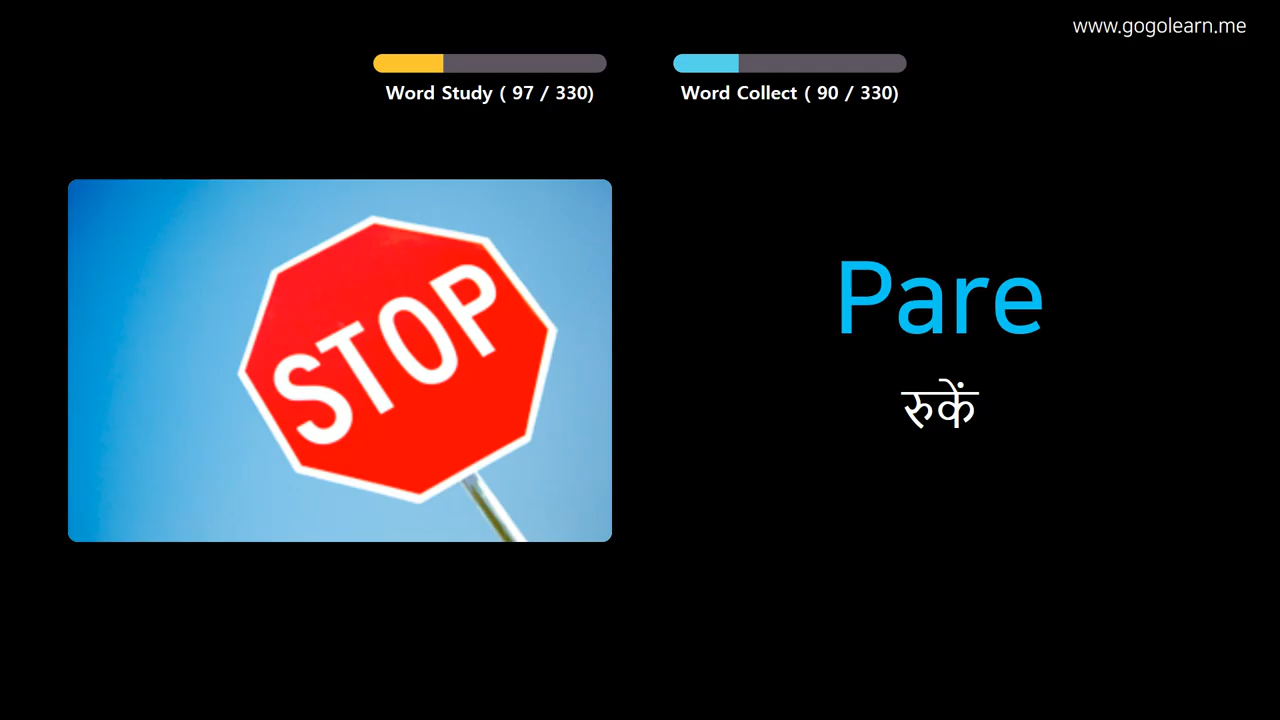 www.gogolearn.me
Word Study ( 97 / 330)
Word Collect ( 90 / 330)
STOP
Pare
रुकें